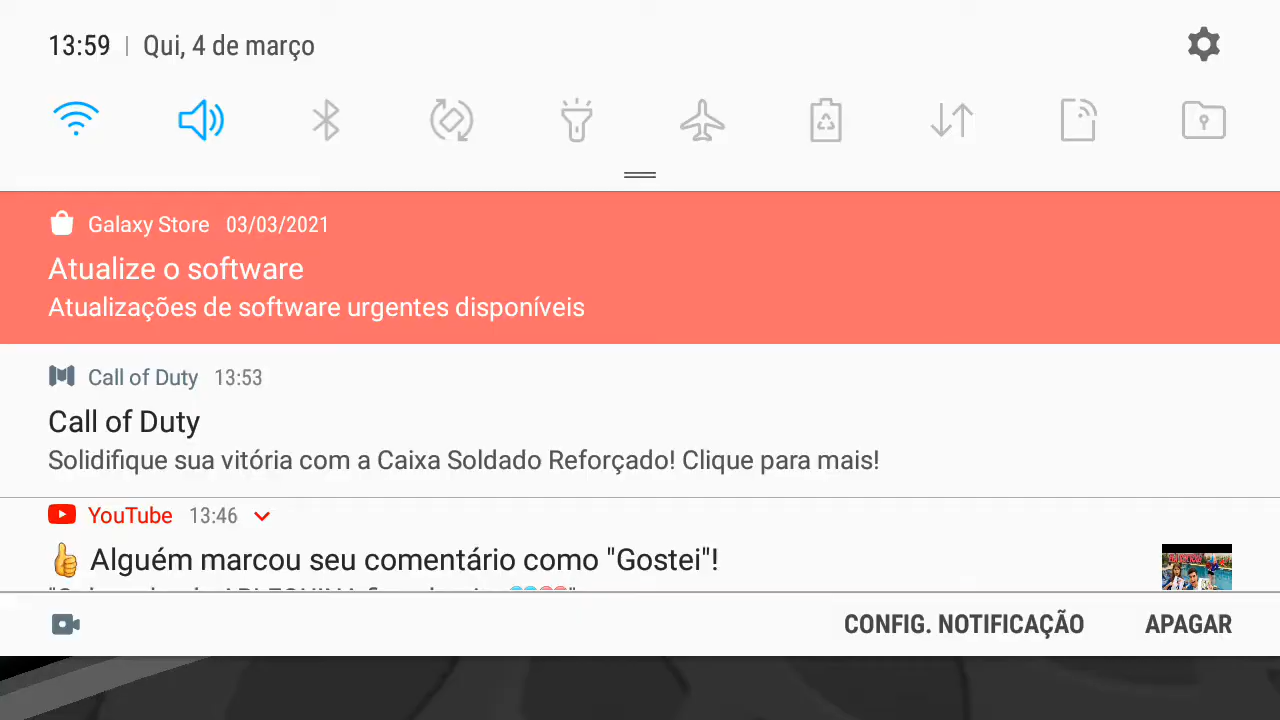 13:59 | Qui, 4 de março
Galaxy Store 03/03/2021
Atualize o software
Atualizações de software urgentes disponíveis
Call of Duty 13:53
Call of Duty
Solidifique sua vitória com a Caixa Soldado Reforçado! Clique para mais!
YouTube 13:46
👍 Alguém marcou seu comentário como "Gostei"!
CONFIG. NOTIFICAÇÃO APAGAR